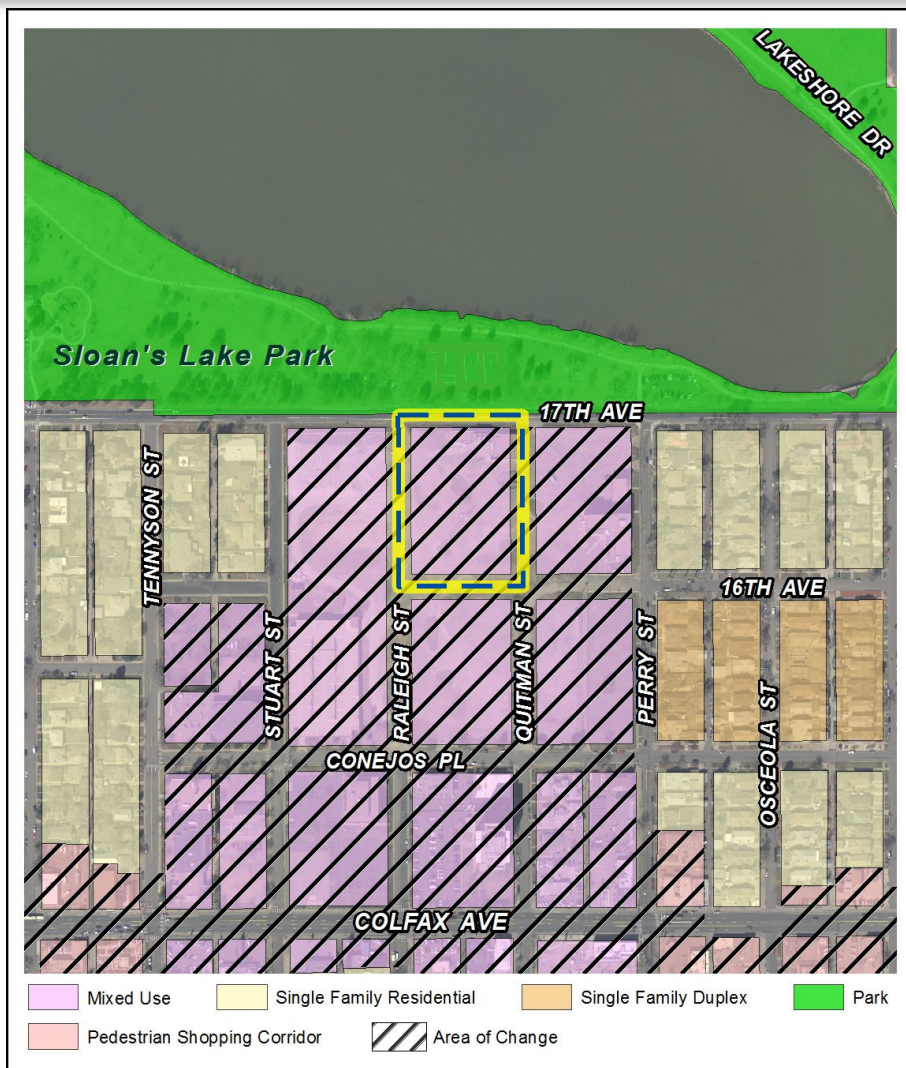 LAKESHORE DR
Sloan's Lake Park
17TH AVE
TENNYSON ST
16TH AVE
STUART ST
RALEIGH ST
QUITMAN ST
PERRY ST
OSCEOLA ST
CONEJOS PL
COLFAX AVE
Mixed Use
Single Family Residential
Single Family Duplex
Park
Pedestrian Shopping Corridor
Area of Change